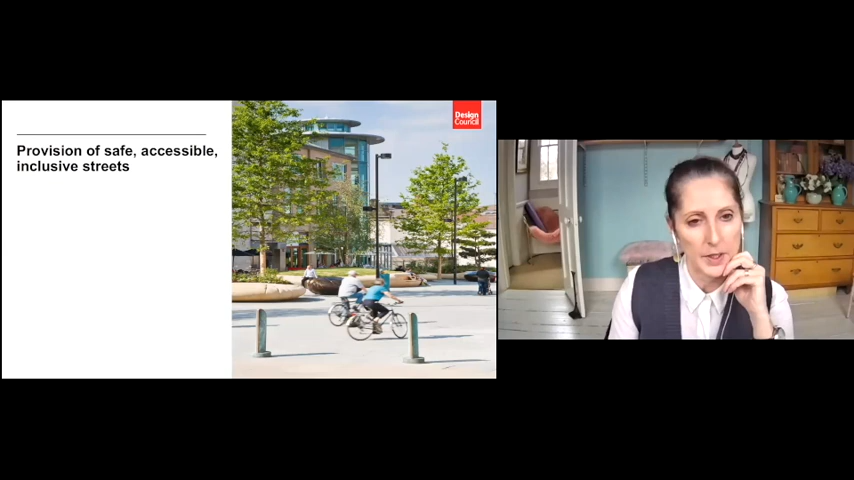 Provision of safe, accessible,
inclusive streets
Design
Council